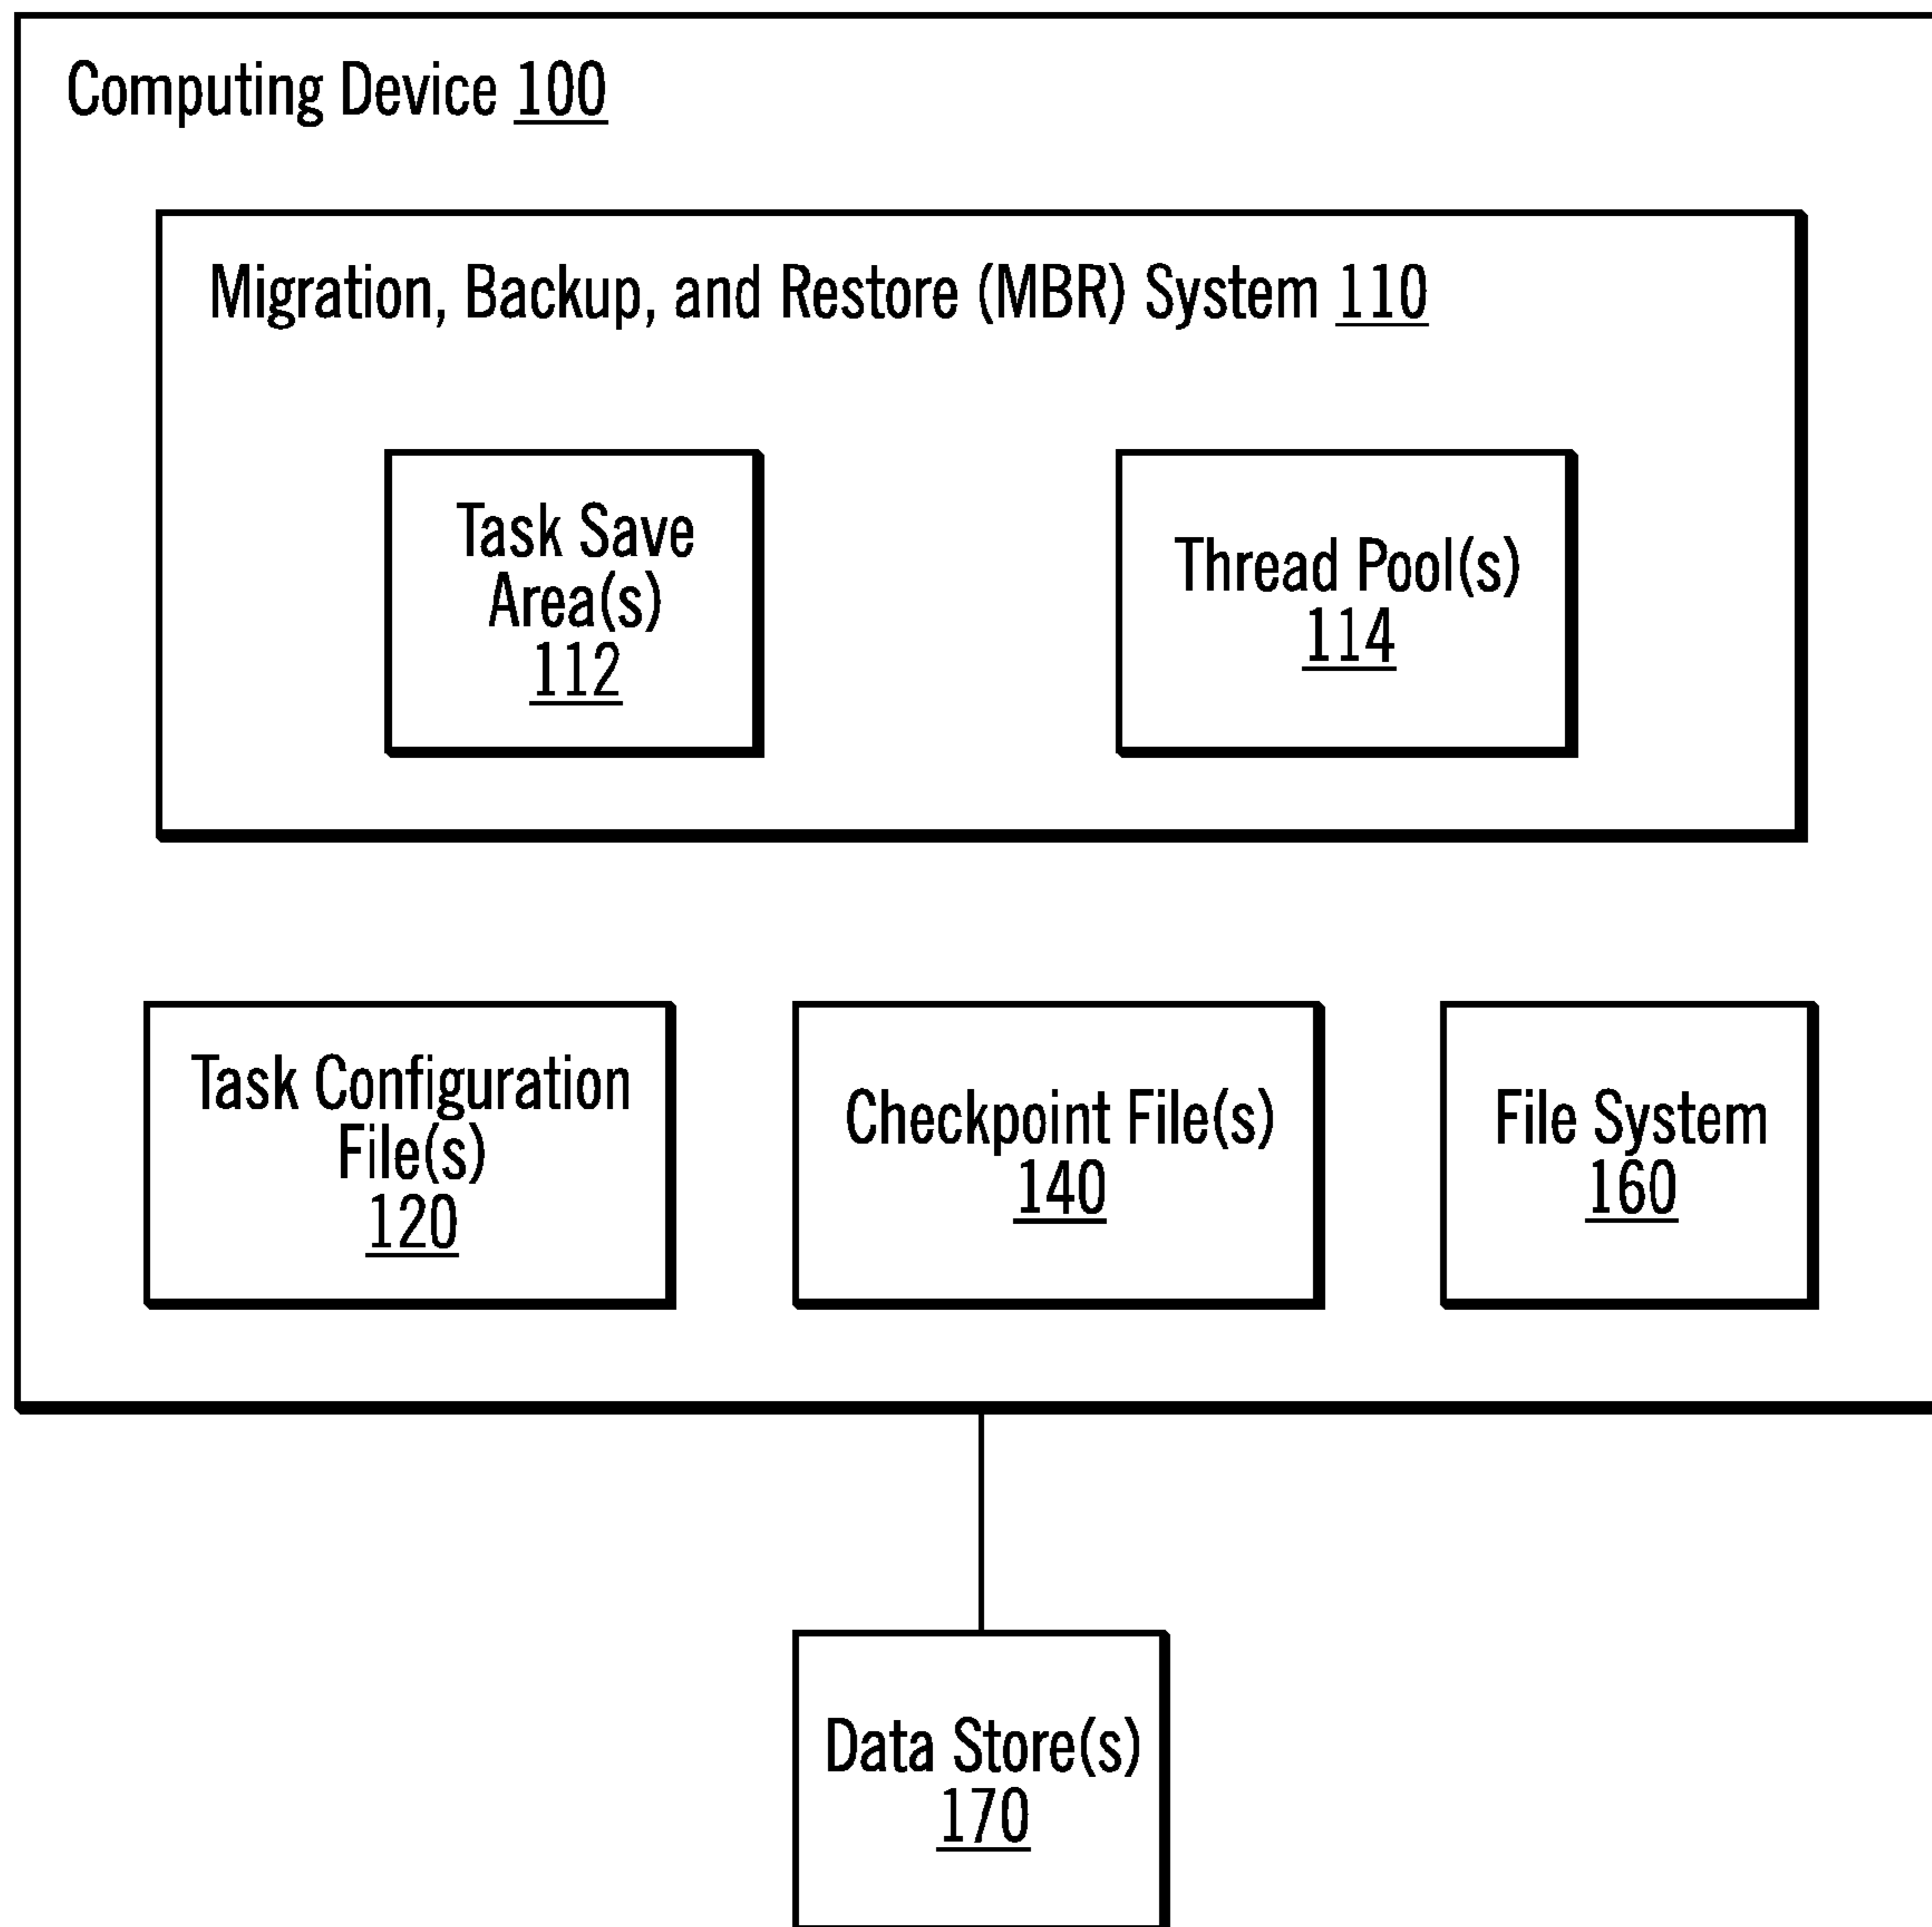 Computing Device 100
Migration, Backup, and Restore (MBR) System 110
Task Save
Area(s)
112
Thread Pool(s)
114
Task Configuration
File(s)
120
Checkpoint File(s)
140
File System
160
Data Store(s)
170